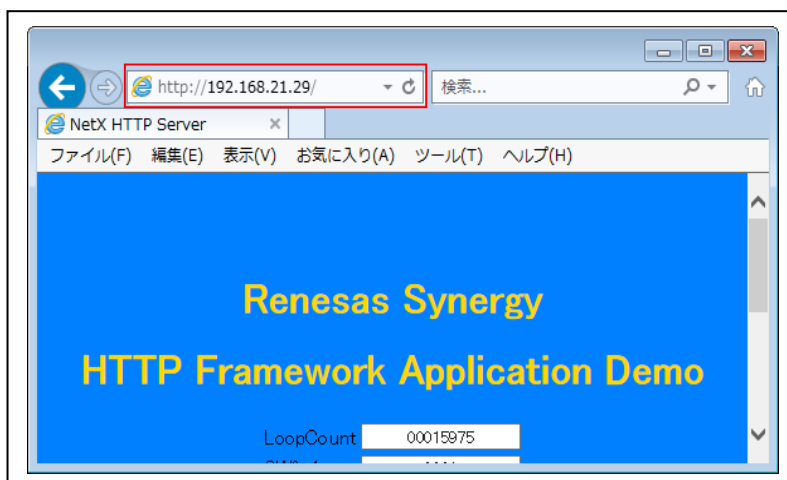 http://192.168.21.29/
検索...
NetX HTTP Server
ファイル(F) 編集(E) 表示(V) お気に入り(A) ツール(T) ヘルプ(H)
Renesas Synergy
HTTP Framework Application Demo
LoopCount 00015975